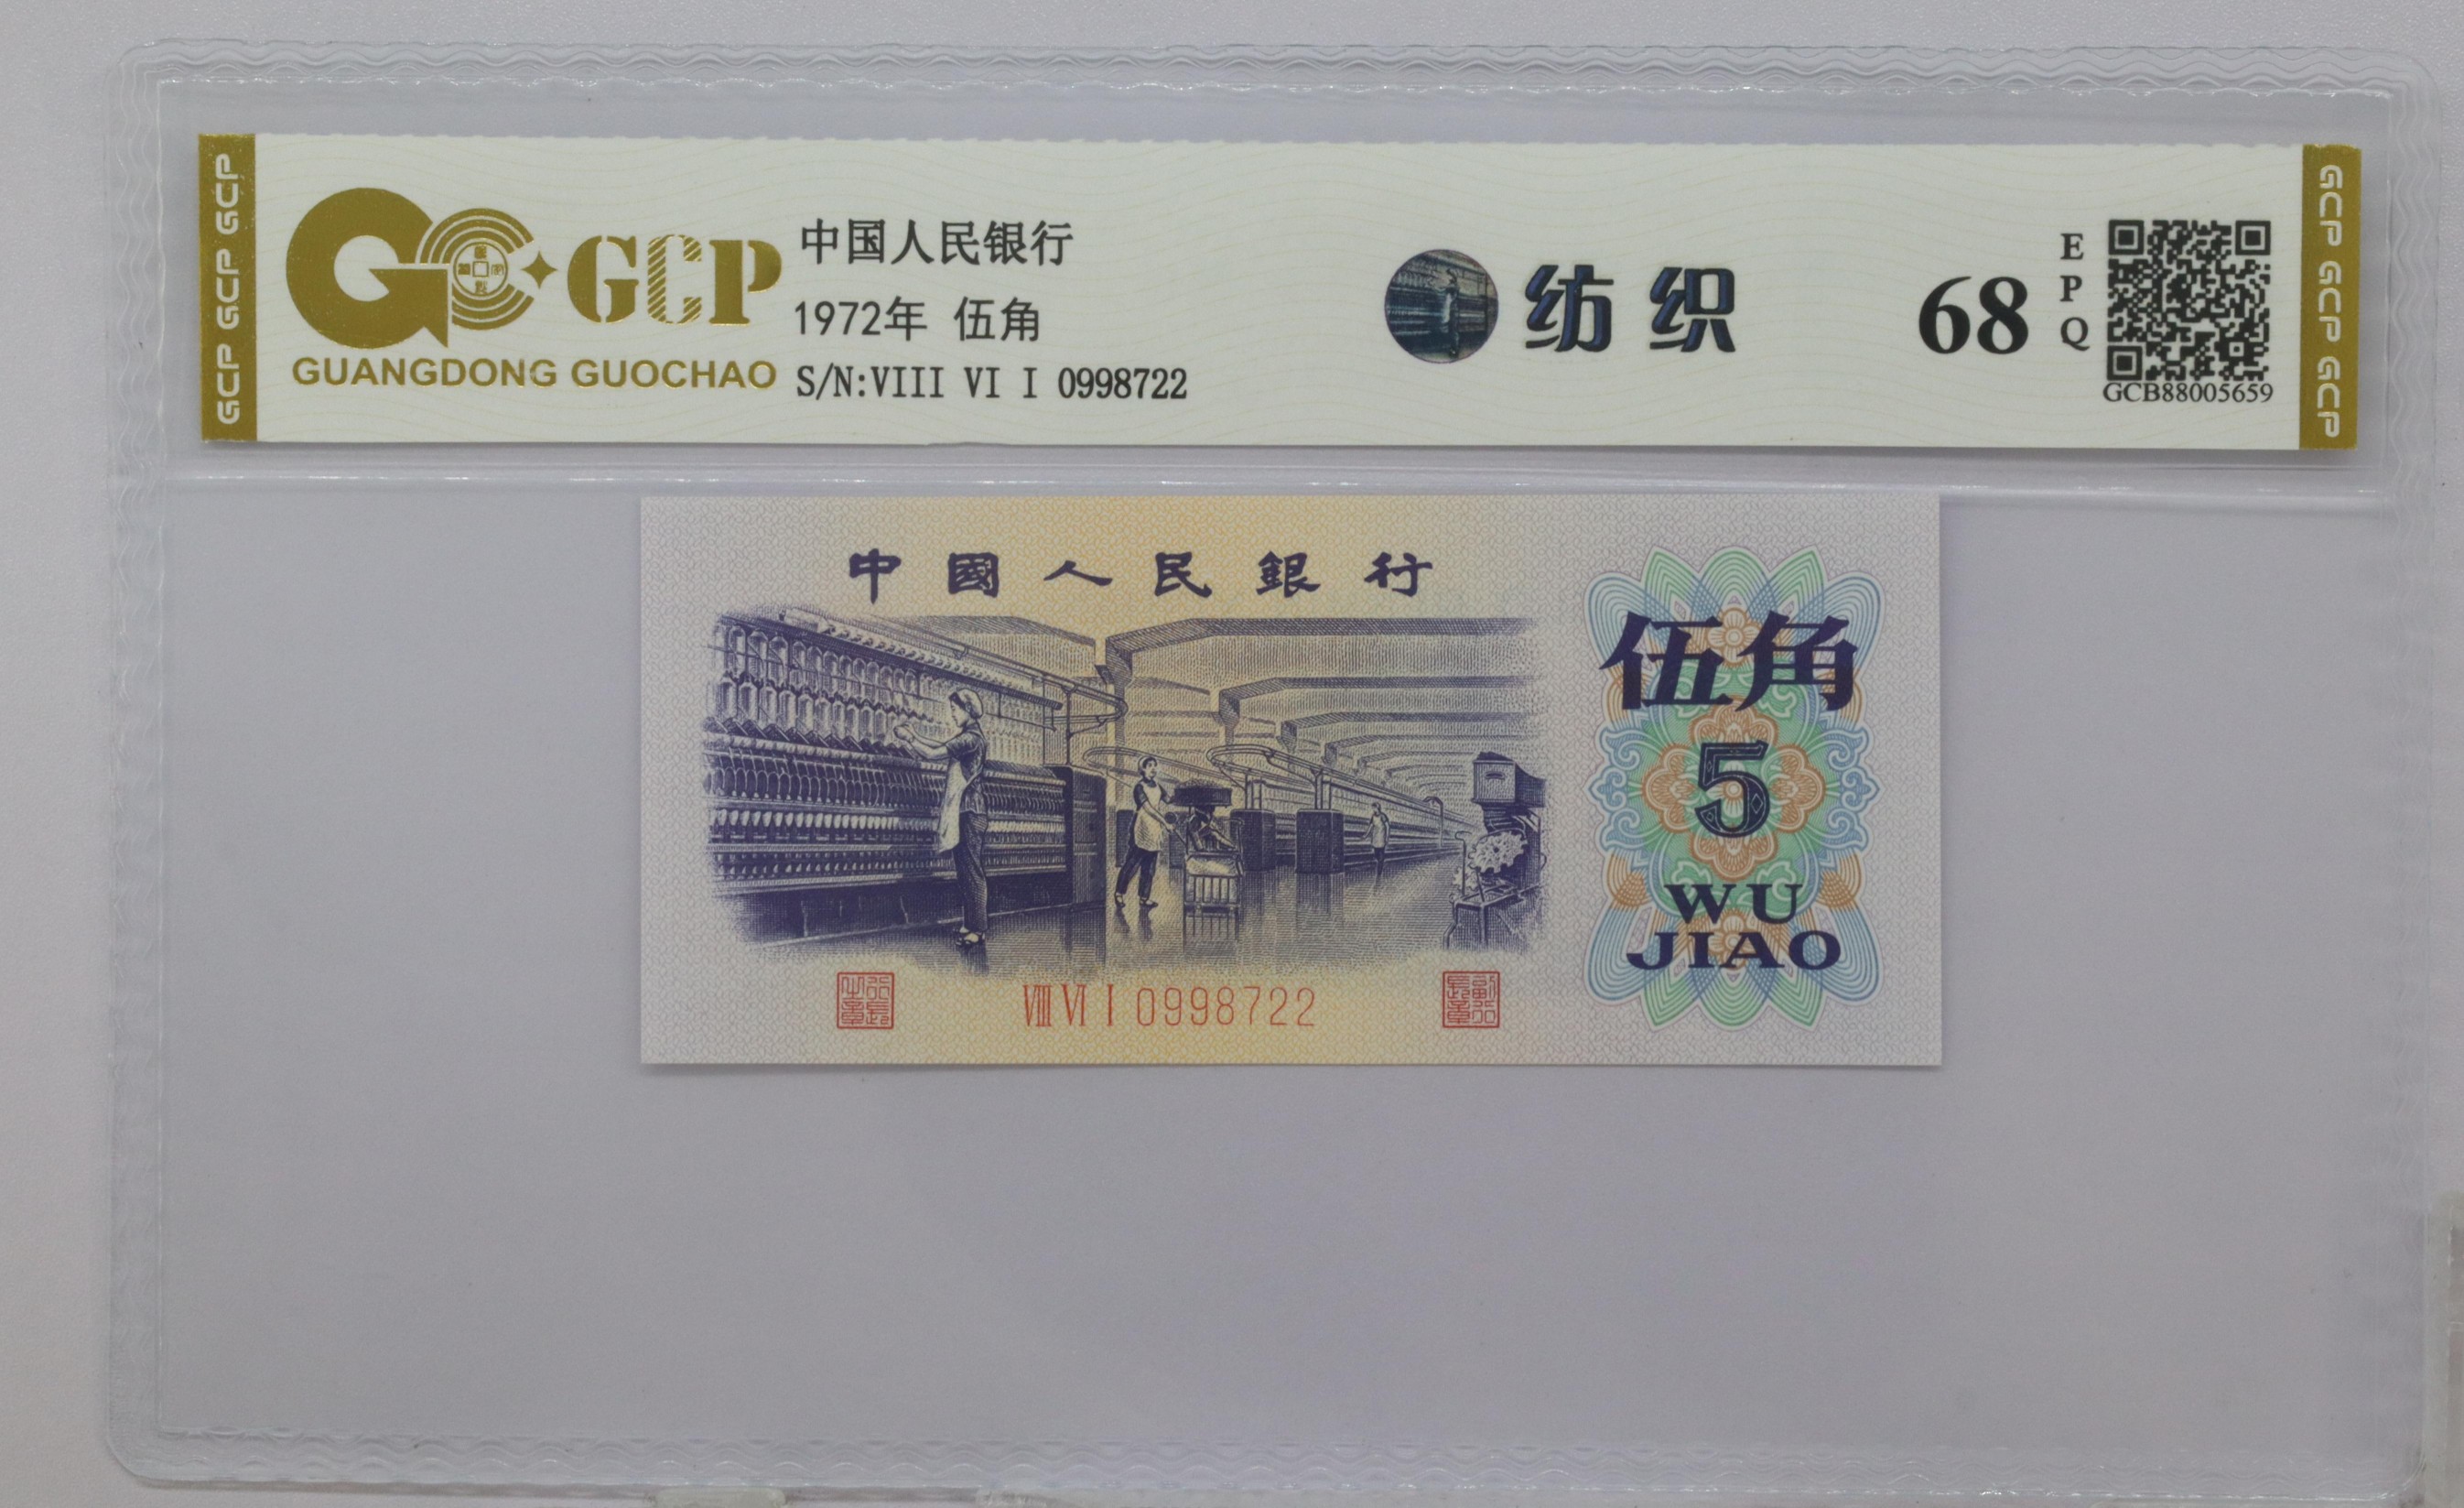 GCP GCP GCP
GCP
GUANGDONG GUOCHAO
中国人民银行
1972年 伍角
S/N:VIII VI I 0998722
纺织
68
EPQ
GCB88005659
GCP GCP GCP
中國人民銀行
伍角
5
WU
JIAO
VIII VI I 0998722